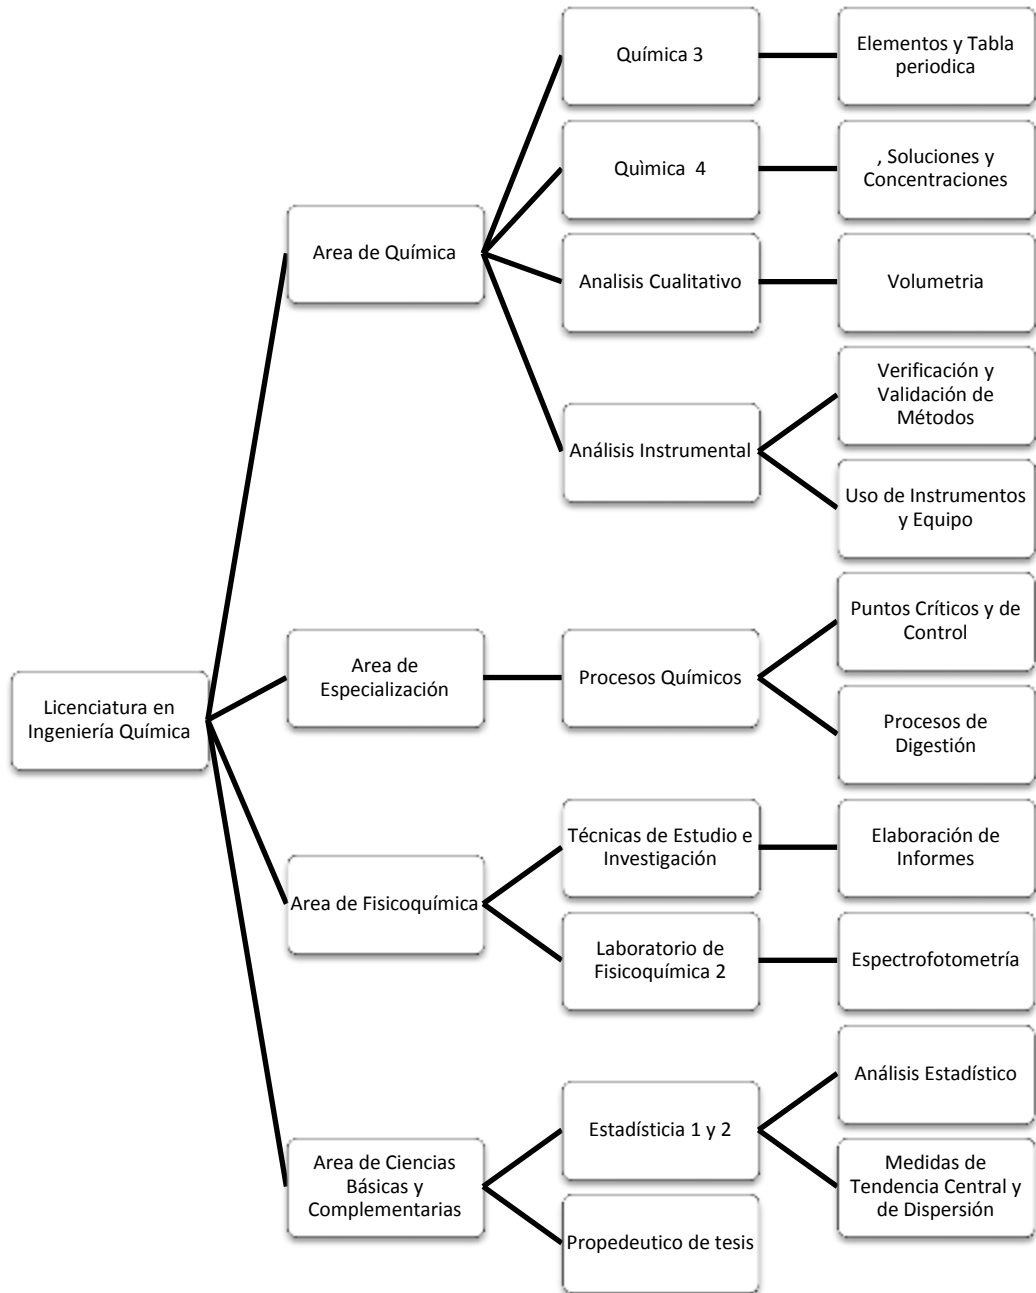 Licenciatura en
Ingeniería Química
Area de Química
Química 3
Elementos y Tabla
periodica
Quìmica 4
, Soluciones y
Concentraciones
Analisis Cualitativo
Volumetria
Análisis Instrumental
Verificación y
Validación de
Métodos
Uso de Instrumentos
y Equipo
Area de
Especialización
Procesos Químicos
Puntos Críticos y de
Control
Procesos de
Digestión
Area de Fisicoquímica
Técnicas de Estudio e
Investigación
Elaboración de
Informes
Laboratorio de
Fisicoquímica 2
Espectrofotometría
Area de Ciencias
Básicas y
Complementarias
Estadísticia 1 y 2
Análisis Estadístico
Medidas de
Tendencia Central y
de Dispersión
Propedeutico de tesis